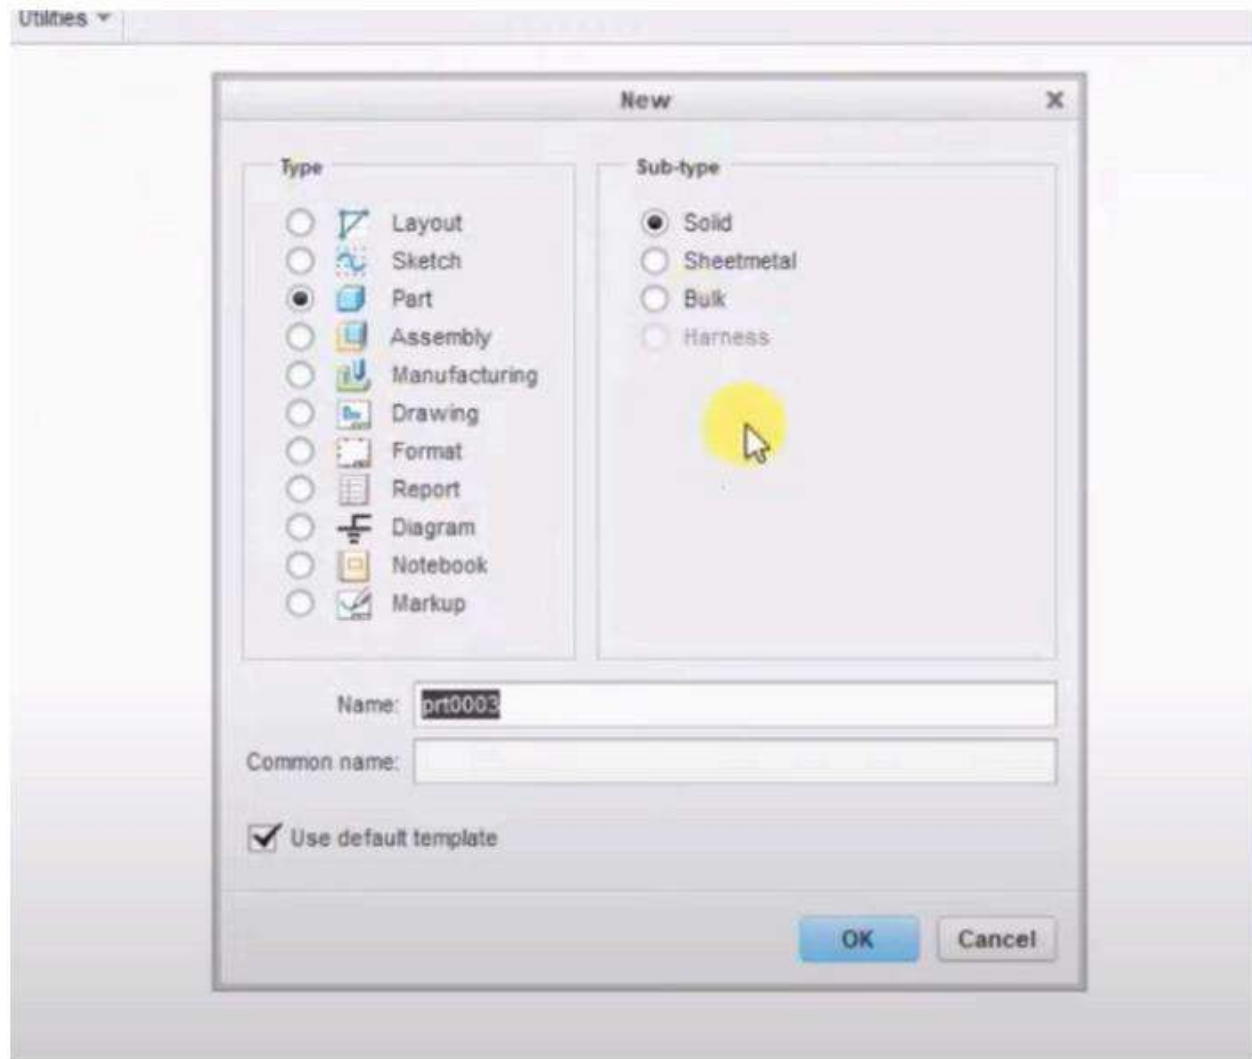 Utilities
New
Type
Sub-type
Layout
Sketch
Part
Assembly
Manufacturing
Drawing
Format
Report
Diagram
Notebook
Markup
Solid
Sheetmetal
Bulk
Harness
Name: prt0003
Common name:
Use default template
OK
Cancel